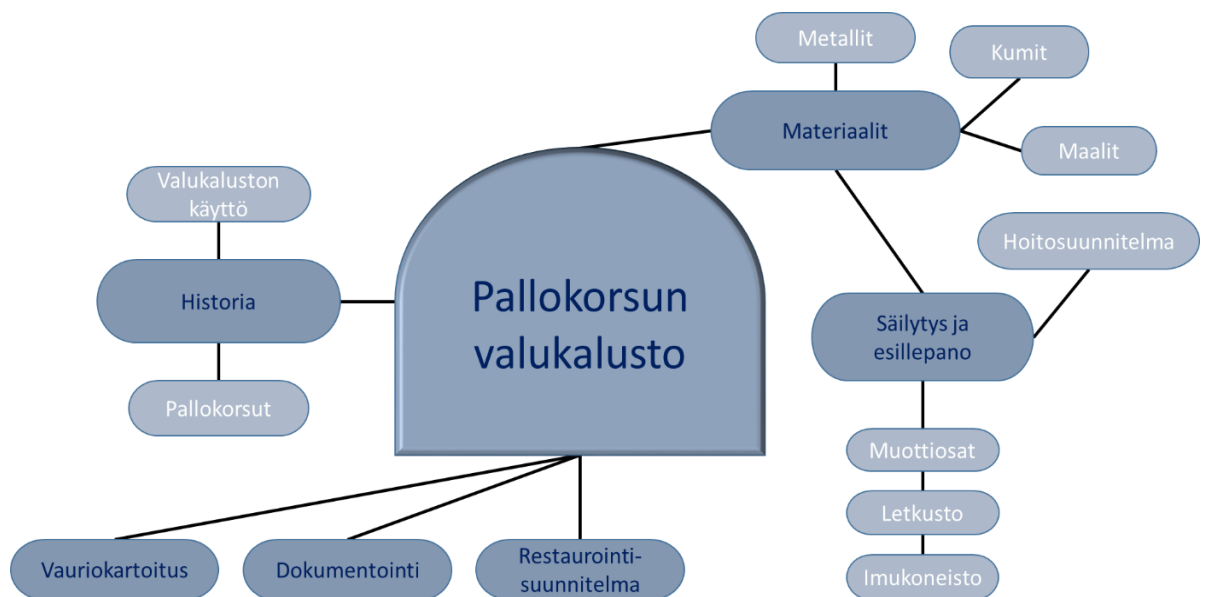 Metallit
Kumit
Materiaalit
Maalit
Valukaluston
käyttö
Hoitosuunnitelma
Historia
Pallokorsun
valukalusto
Säilytys ja
esillepano
Pallokorsut
Muottiosat
Letkusto
Vauriokartoitus
Dokumentointi
Restaurointi-
suunnitelma
Imukoneisto